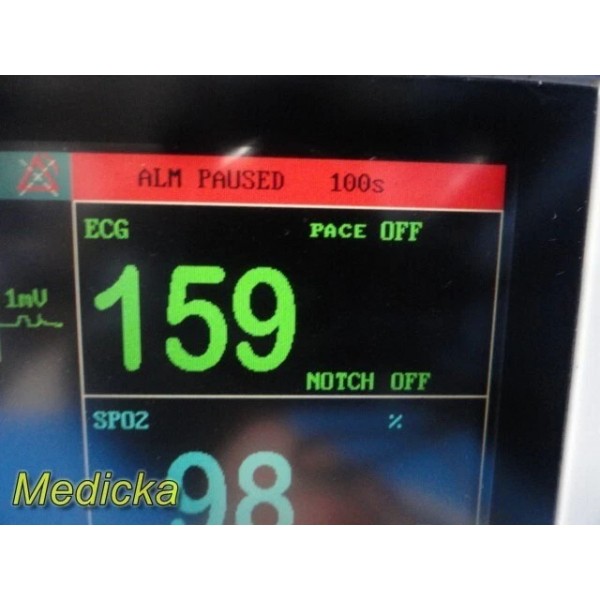 ALM PAUSED 100s
ECG PACE OFF
1mV
159
NOTCH OFF
SPO2 %
98
Medicka